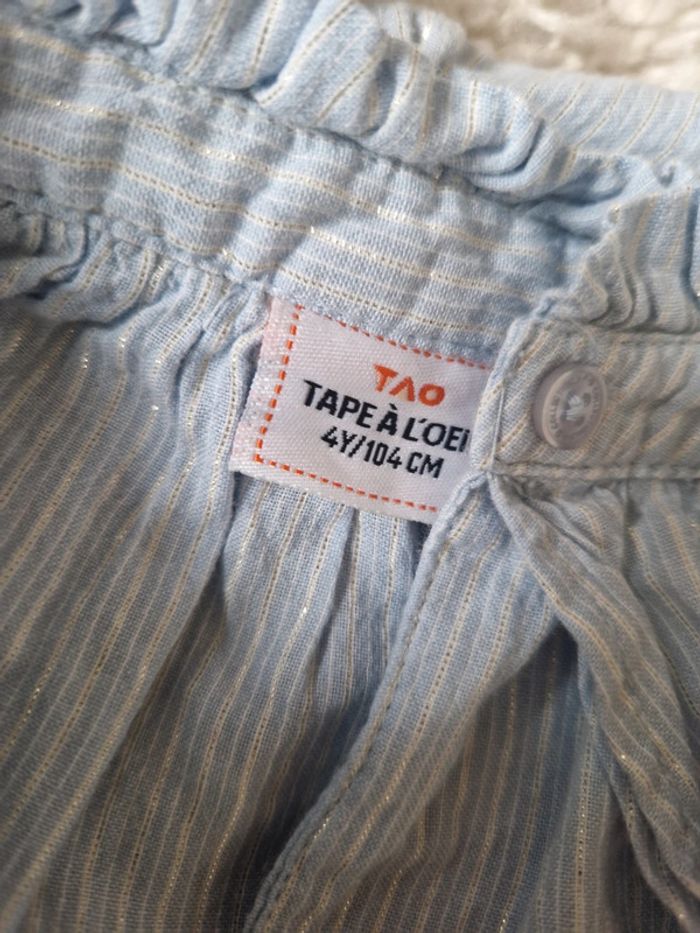 TAO
TAPE À L'OEI
4Y/104 CM